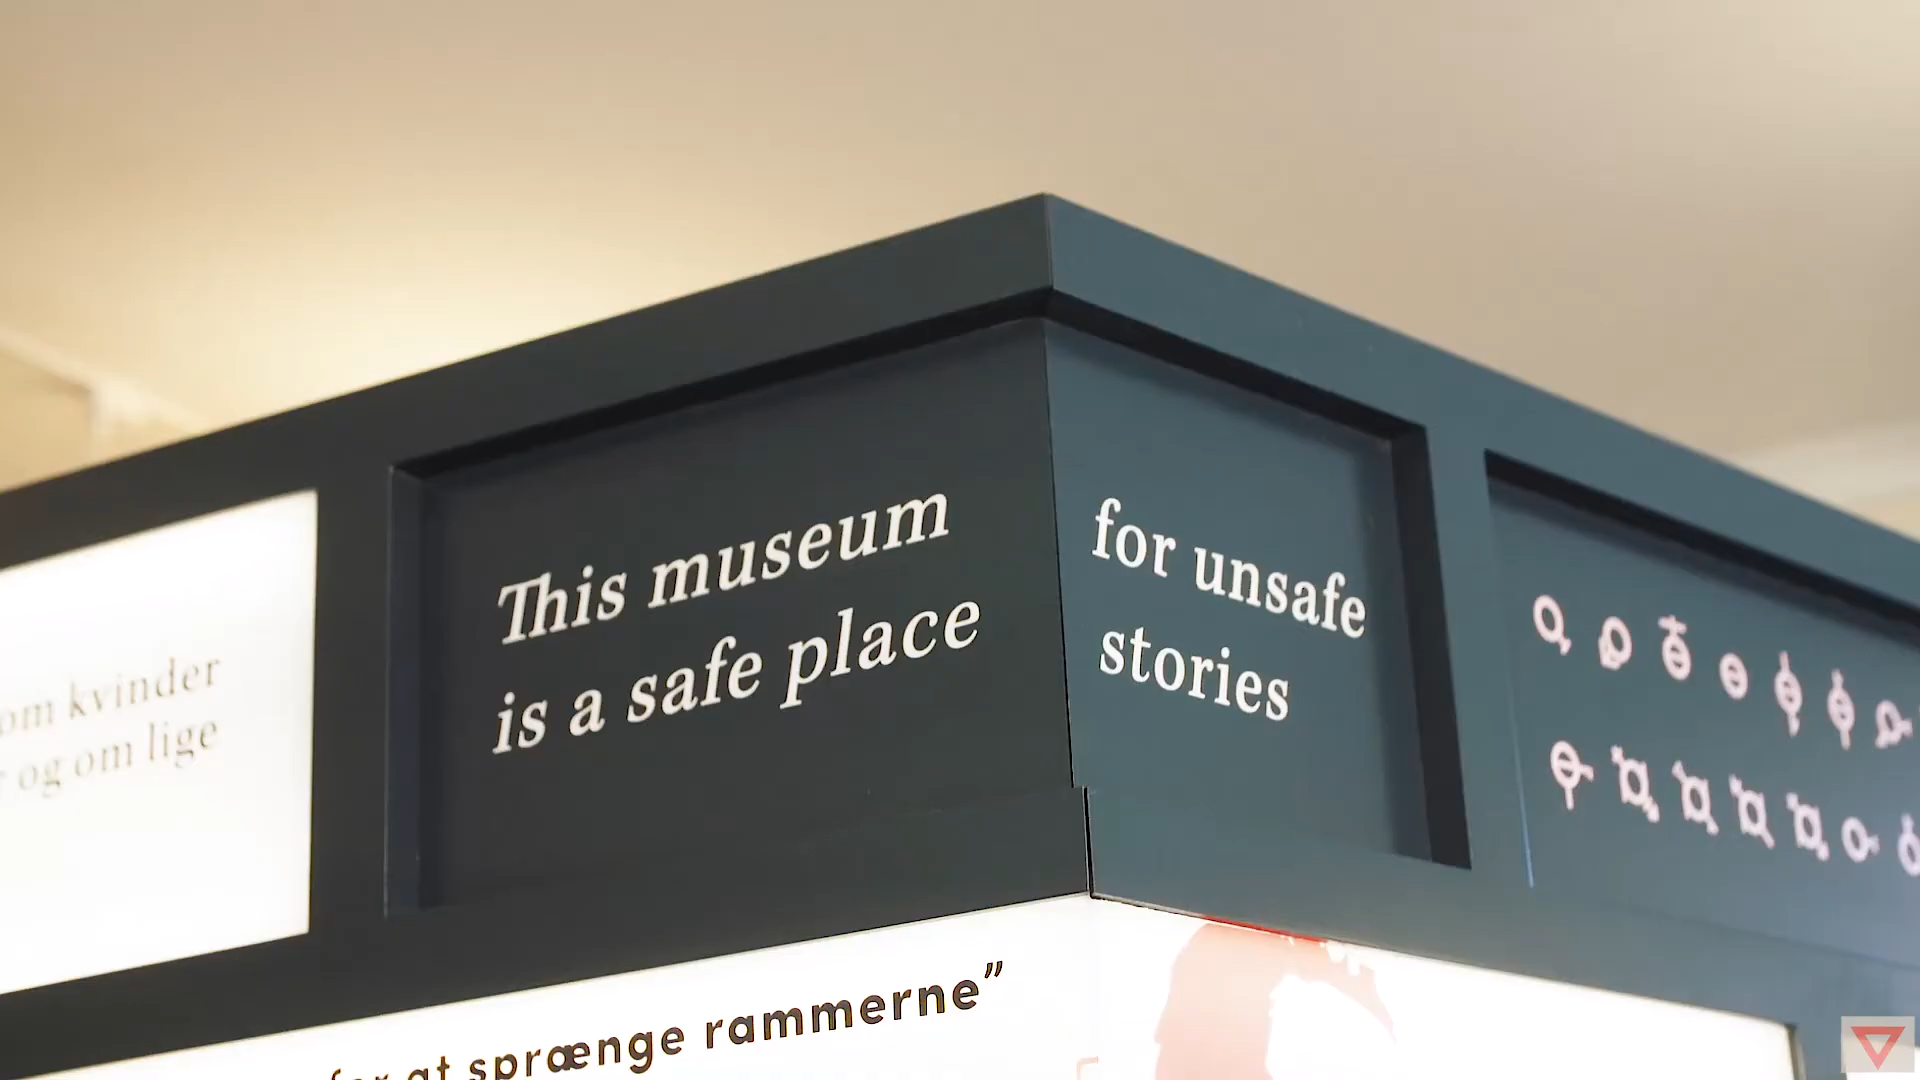 This museum
is a safe place
for unsafe
stories
om kvinder
og om lige
for at sprænge rammerne”